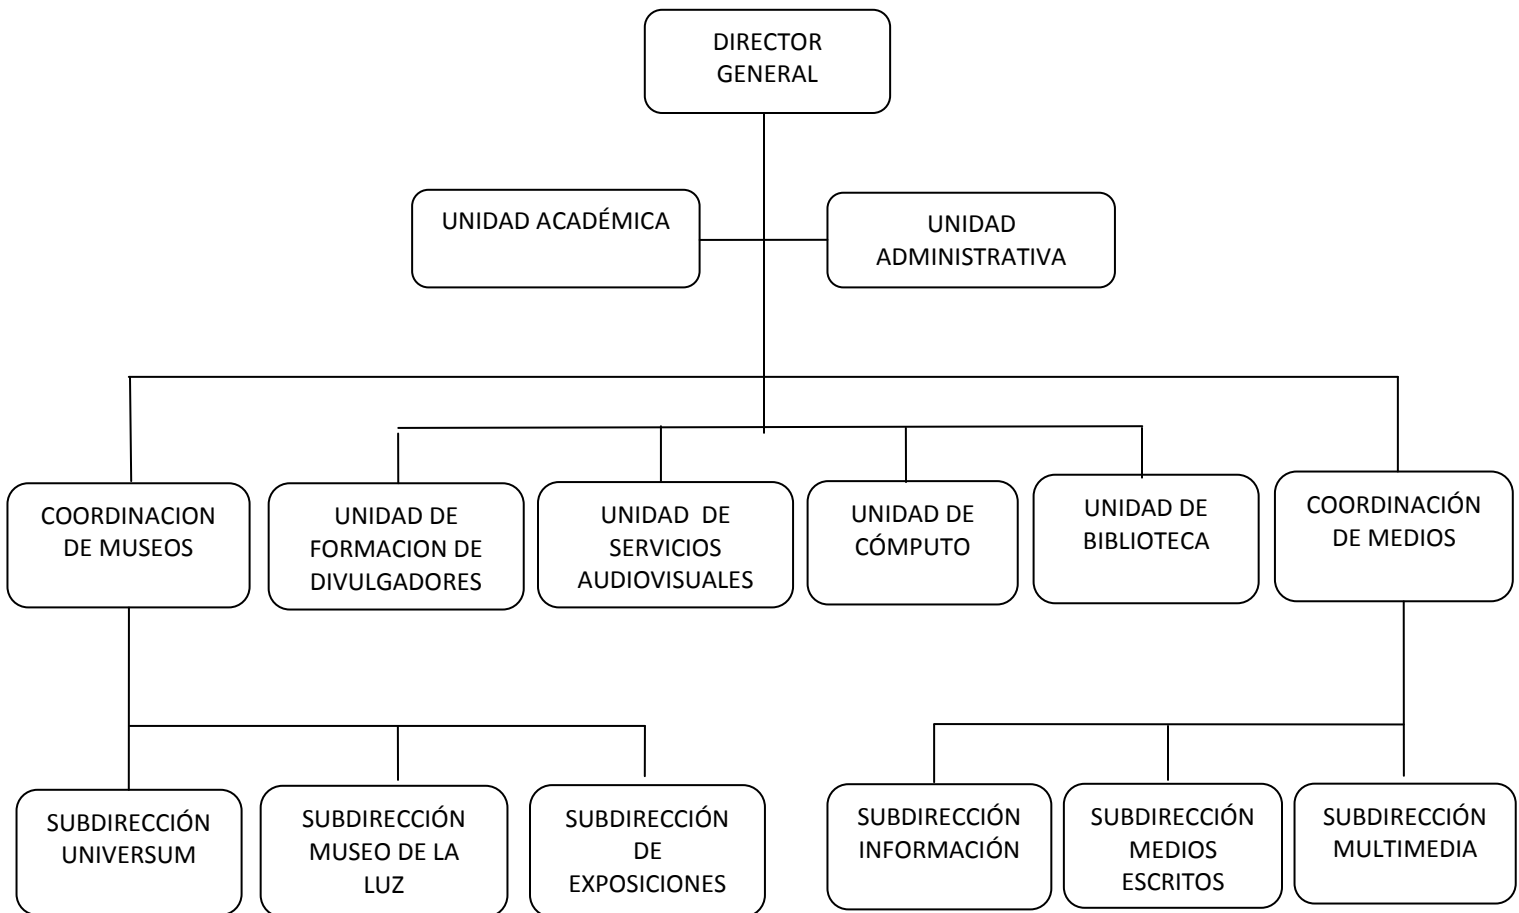 DIRECTOR
GENERAL
UNIDAD ACADÉMICA
UNIDAD
ADMINISTRATIVA
COORDINACION
DE MUSEOS
UNIDAD DE
FORMACION DE
DIVULGADORES
UNIDAD DE
SERVICIOS
AUDIOVISUALES
UNIDAD DE
CÓMPUTO
UNIDAD DE
BIBLIOTECA
COORDINACIÓN
DE MEDIOS
SUBDIRECCIÓN
UNIVERSUM
SUBDIRECCIÓN
MUSEO DE LA
LUZ
SUBDIRECCIÓN
DE
EXPOSICIONES
SUBDIRECCIÓN
INFORMACIÓN
SUBDIRECCIÓN
MEDIOS
ESCRITOS
SUBDIRECCIÓN
MULTIMEDIA